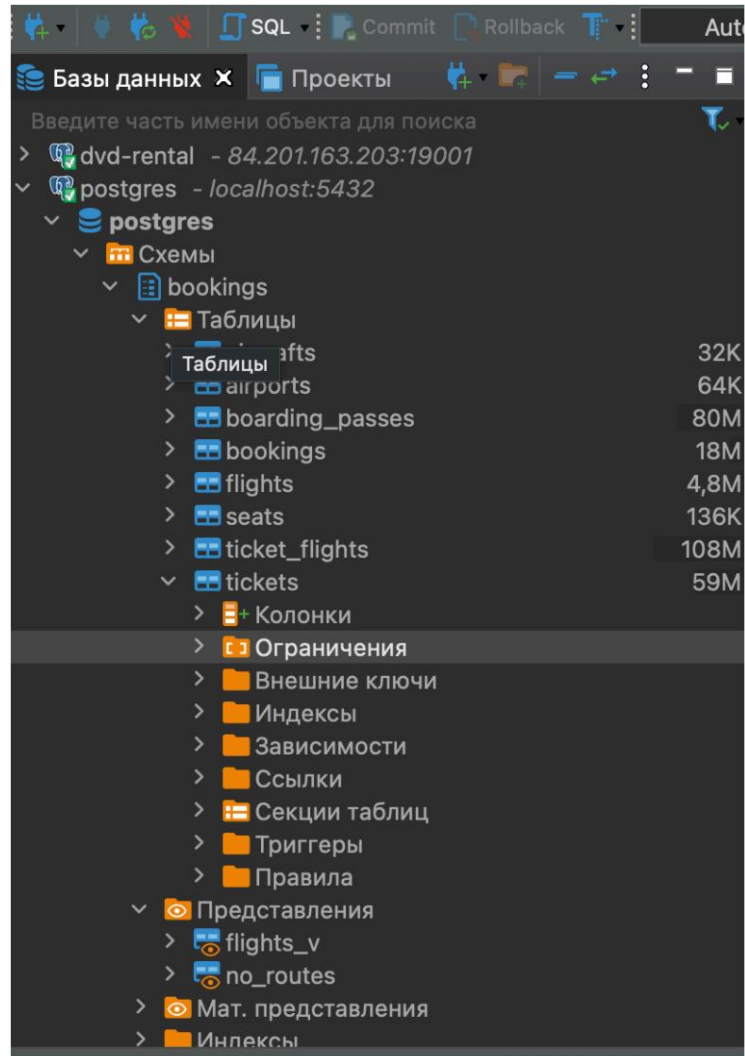 SQL Commit Rollback T Auto
Базы данных Проекты
Введите часть имени объекта для поиска
dvd-rental - 84.201.163.203:19001
postgres - localhost:5432
postgres
Схемы
bookings
Таблицы
afts 32K
Таблицы
airports 64K
boarding_passes 80M
bookings 18M
flights 4,8M
seats 136K
ticket_flights 108M
tickets 59M
Колонки
Ограничения
Внешние ключи
Индексы
Зависимости
Ссылки
Секции таблиц
Триггеры
Правила
Представления
flights_v
no_routes
Мат. представления
Индексы